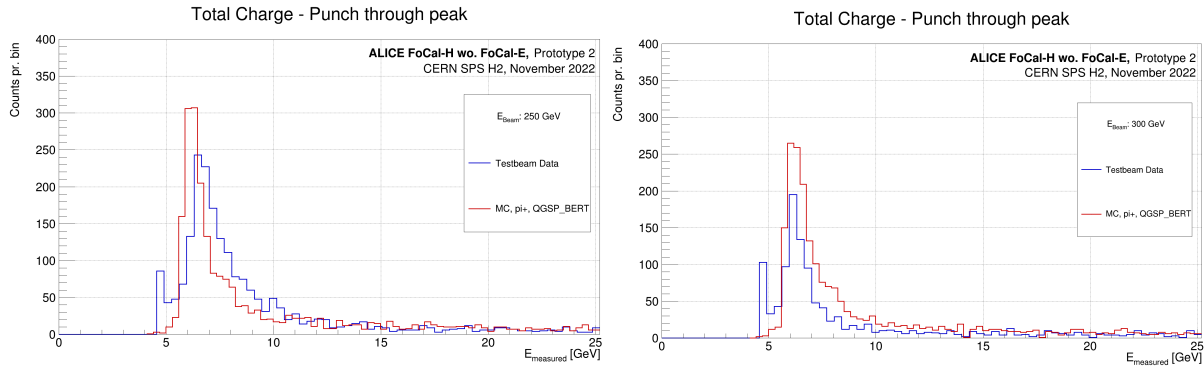 Total Charge - Punch through peak
Counts pr. bin
400
350
300
250
200
150
100
50
0
ALICE FoCal-H wo. FoCal-E, Prototype 2
CERN SPS H2, November 2022
E_Beam: 250 GeV
Testbeam Data
MC, pi+, QGSP_BERT
0 5 10 15 20 25
E_measured [GeV]
Total Charge - Punch through peak
Counts pr. bin
400
350
300
250
200
150
100
50
0
ALICE FoCal-H wo. FoCal-E, Prototype 2
CERN SPS H2, November 2022
E_Beam: 300 GeV
Testbeam Data
MC, pi+, QGSP_BERT
0 5 10 15 20 25
E_measured [GeV]